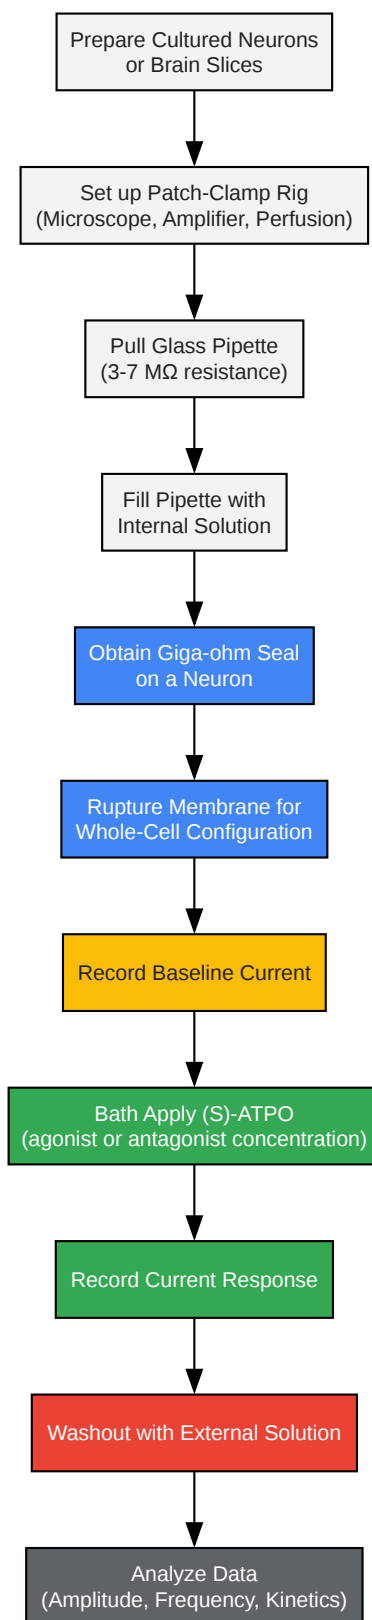 Prepare Cultured Neurons
or Brain Slices
Set up Patch-Clamp Rig
(Microscope, Amplifier, Perfusion)
Pull Glass Pipette
(3-7 MΩ resistance)
Fill Pipette with
Internal Solution
Obtain Giga-ohm Seal
on a Neuron
Rupture Membrane for
Whole-Cell Configuration
Record Baseline Current
Bath Apply (S)-ATPO
(agonist or antagonist concentration)
Record Current Response
Washout with External Solution
Analyze Data
(Amplitude, Frequency, Kinetics)